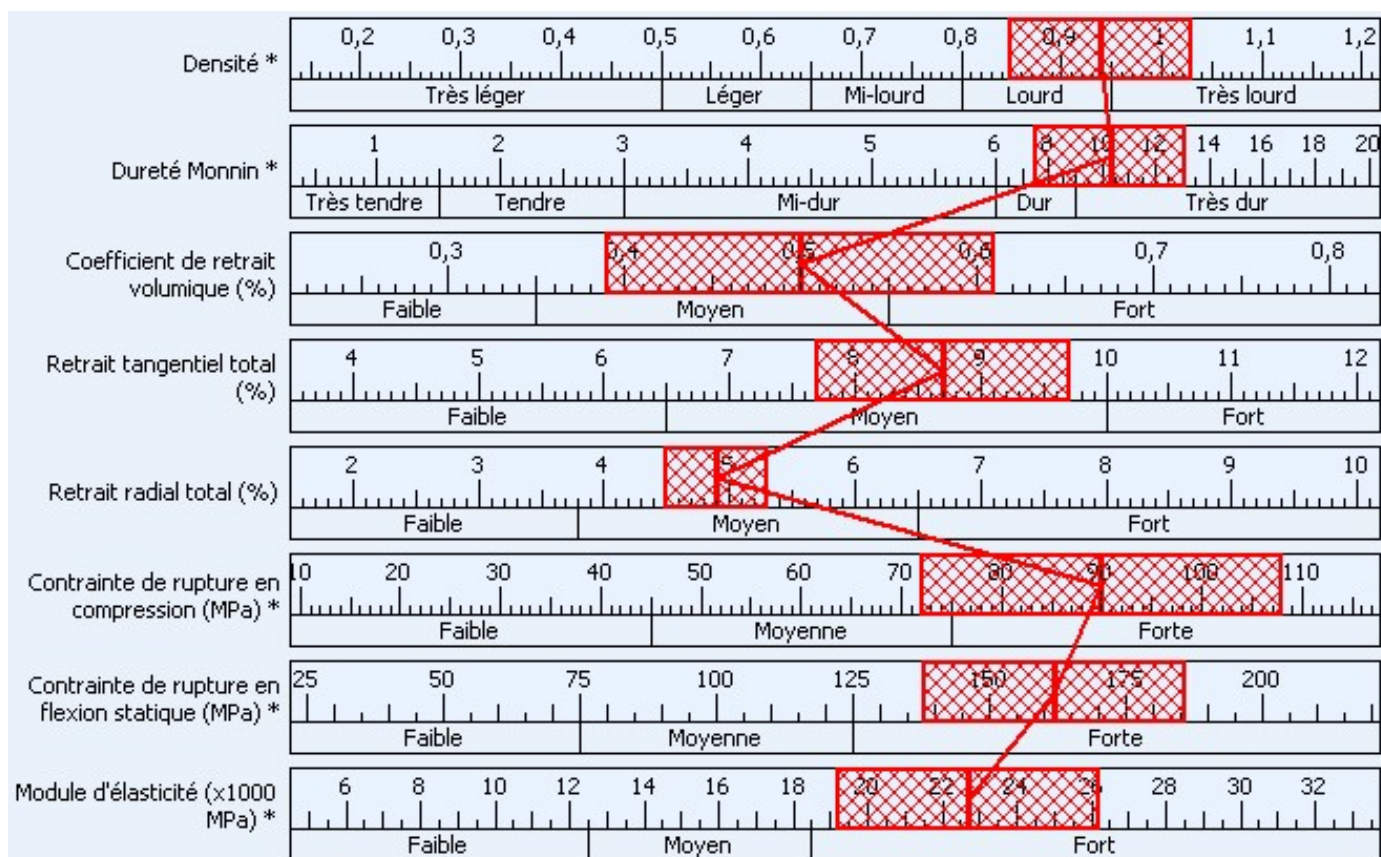 0,2 0,3 0,4 0,5 0,6 0,7 0,8 0,9 1 1,1 1,2
Densité *
Très léger Léger Mi-lourd Lourd Très lourd
1 2 3 4 5 6 8 10 12 14 16 18 20
Dureté Monnin *
Très tendre Tendre Mi-dur Dur Très dur
0,3 0,4 0,5 0,6 0,7 0,8
Coefficient de retrait
volumique (%)
Faible Moyen Fort
4 5 6 7 8 9 10 11 12
Retrait tangentiel total
(%)
Faible Moyen Fort
2 3 4 5 6 7 8 9 10
Retrait radial total (%)
Faible Moyen Fort
10 20 30 40 50 60 70 80 90 100 110
Contrainte de rupture en
compression (MPa) *
Faible Moyenne Forte
25 50 75 100 125 150 175 200
Contrainte de rupture en
flexion statique (MPa) *
Faible Moyenne Forte
6 8 10 12 14 16 18 20 22 24 26 28 30 32
Module d'élasticité (x1000
MPa) *
Faible Moyen Fort